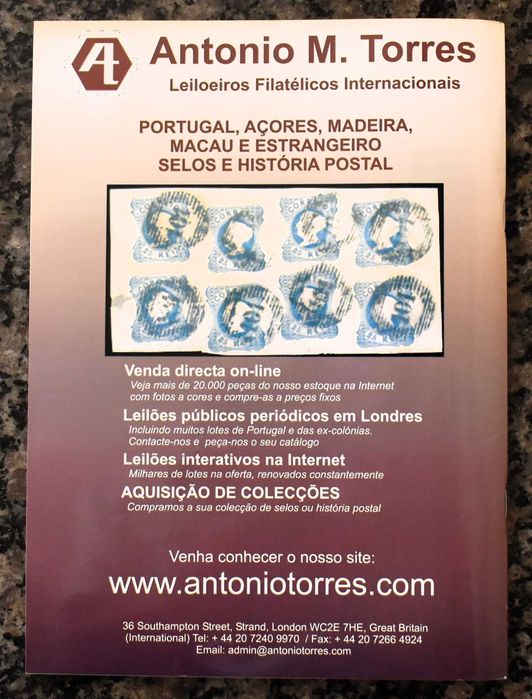 At
Antonio M. Torres
Leiloeiros Filatélicos Internacionais
PORTUGAL, AÇORES, MADEIRA,
MACAU E ESTRANGEIRO
SELOS E HISTÓRIA POSTAL
Venda directa on-line
Veja mais de 20.000 peças do nosso estoque na Internet
com fotos a cores e compre-as a preços fixos
Leilões públicos periódicos em Londres
Incluindo muitos lotes de Portugal e das ex-colónias.
Contacte-nos e peça-nos o seu catálogo
Leilões interativos na Internet
Milhares de lotes na oferta, renovados constantemente
AQUISIÇÃO DE COLECÇÕES
Compramos a sua colecção de selos ou história postal
Venha conhecer o nosso site:
www.antoniotorres.com
36 Southampton Street, Strand, London WC2E 7HE, Great Britain
(International) Tel: + 44 20 7240 9970 / Fax: + 44 20 7266 4924
Email: admin@antoniotorres.com